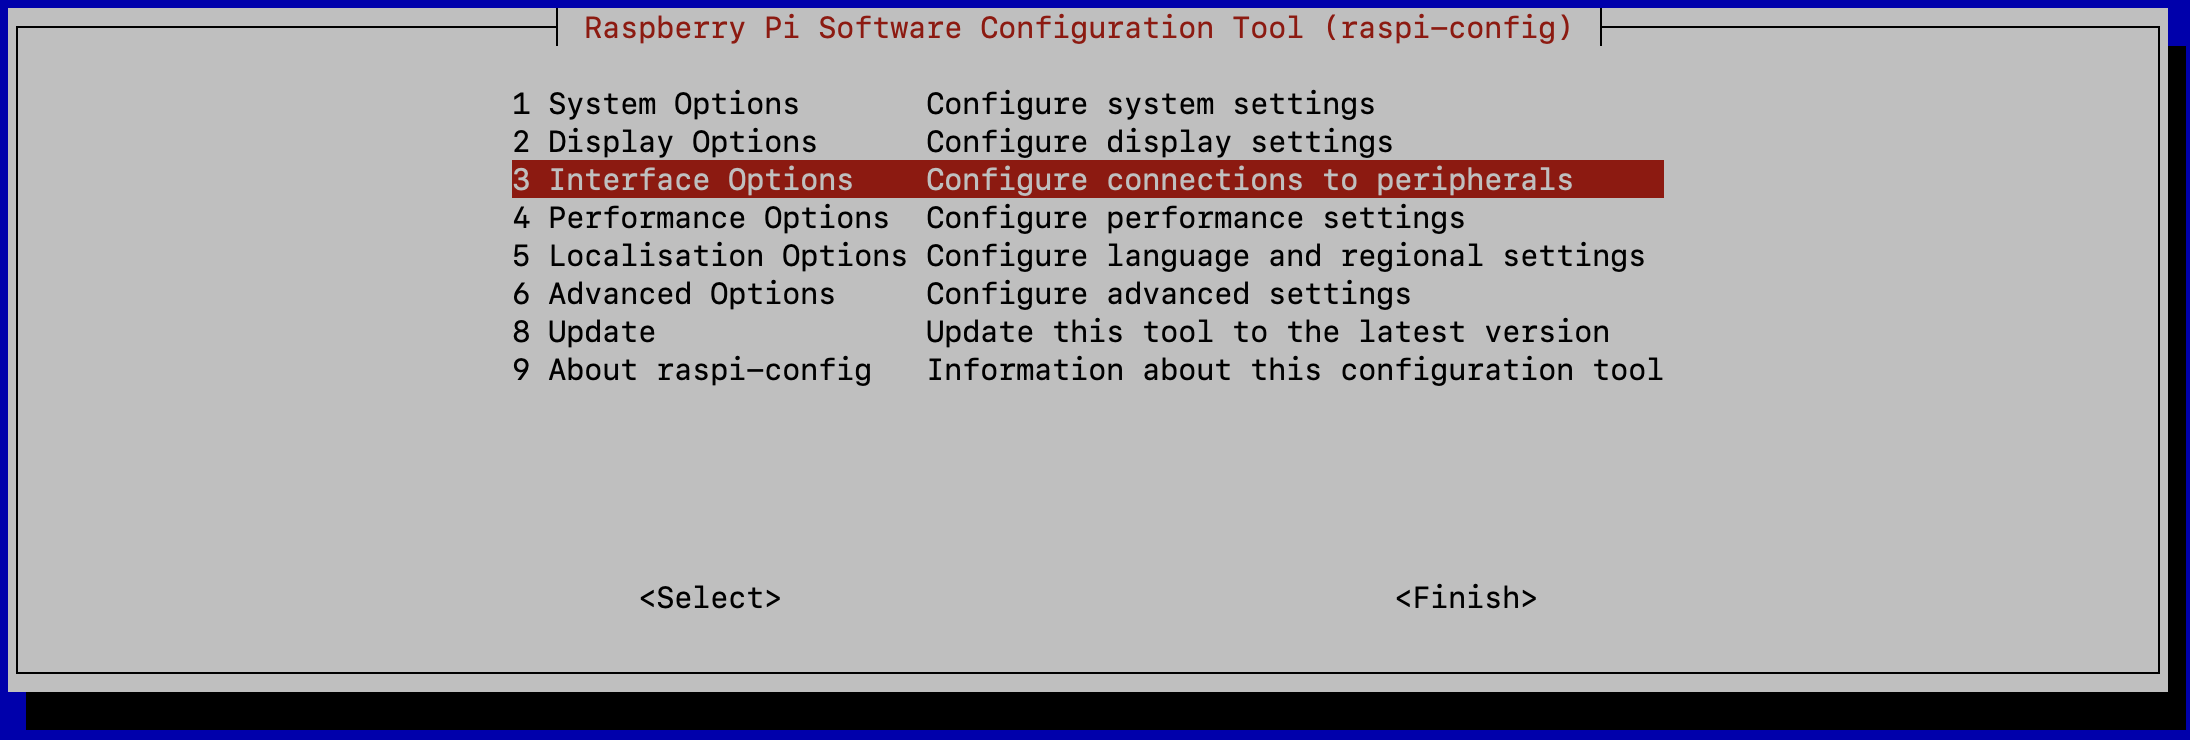 Raspberry Pi Software Configuration Tool (raspi-config)
1 System Options Configure system settings
2 Display Options Configure display settings
3 Interface Options Configure connections to peripherals
4 Performance Options Configure performance settings
5 Localisation Options Configure language and regional settings
6 Advanced Options Configure advanced settings
8 Update Update this tool to the latest version
9 About raspi-config Information about this configuration tool
<Select> <Finish>